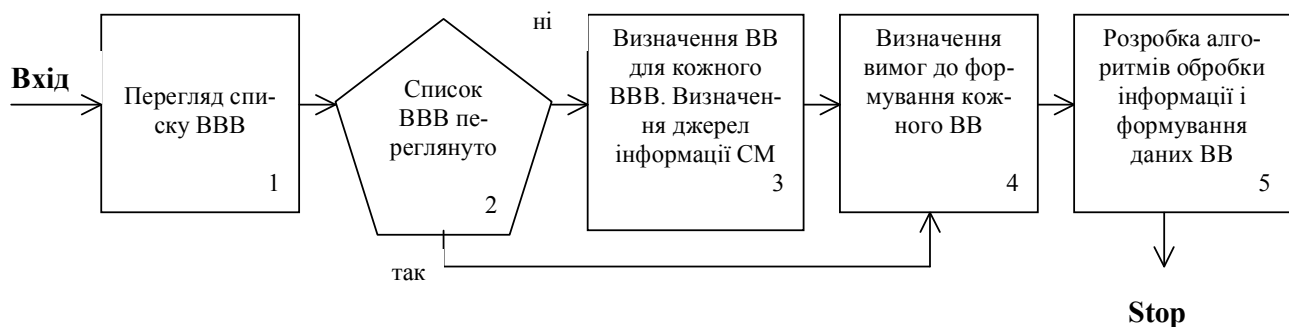 Вхід
Перегляд спи-
ску ВВВ
1
Список
ВВВ пе-
реглянуто
2
ні
так
Визначення ВВ
для кожного
ВВВ. Визначен-
ня джерел
інформації СМ
3
Визначення
вимог до фор-
мування кож-
ного ВВ
4
Розробка алго-
ритмів обробки
інформації і
формування
даних ВВ
5
Stop